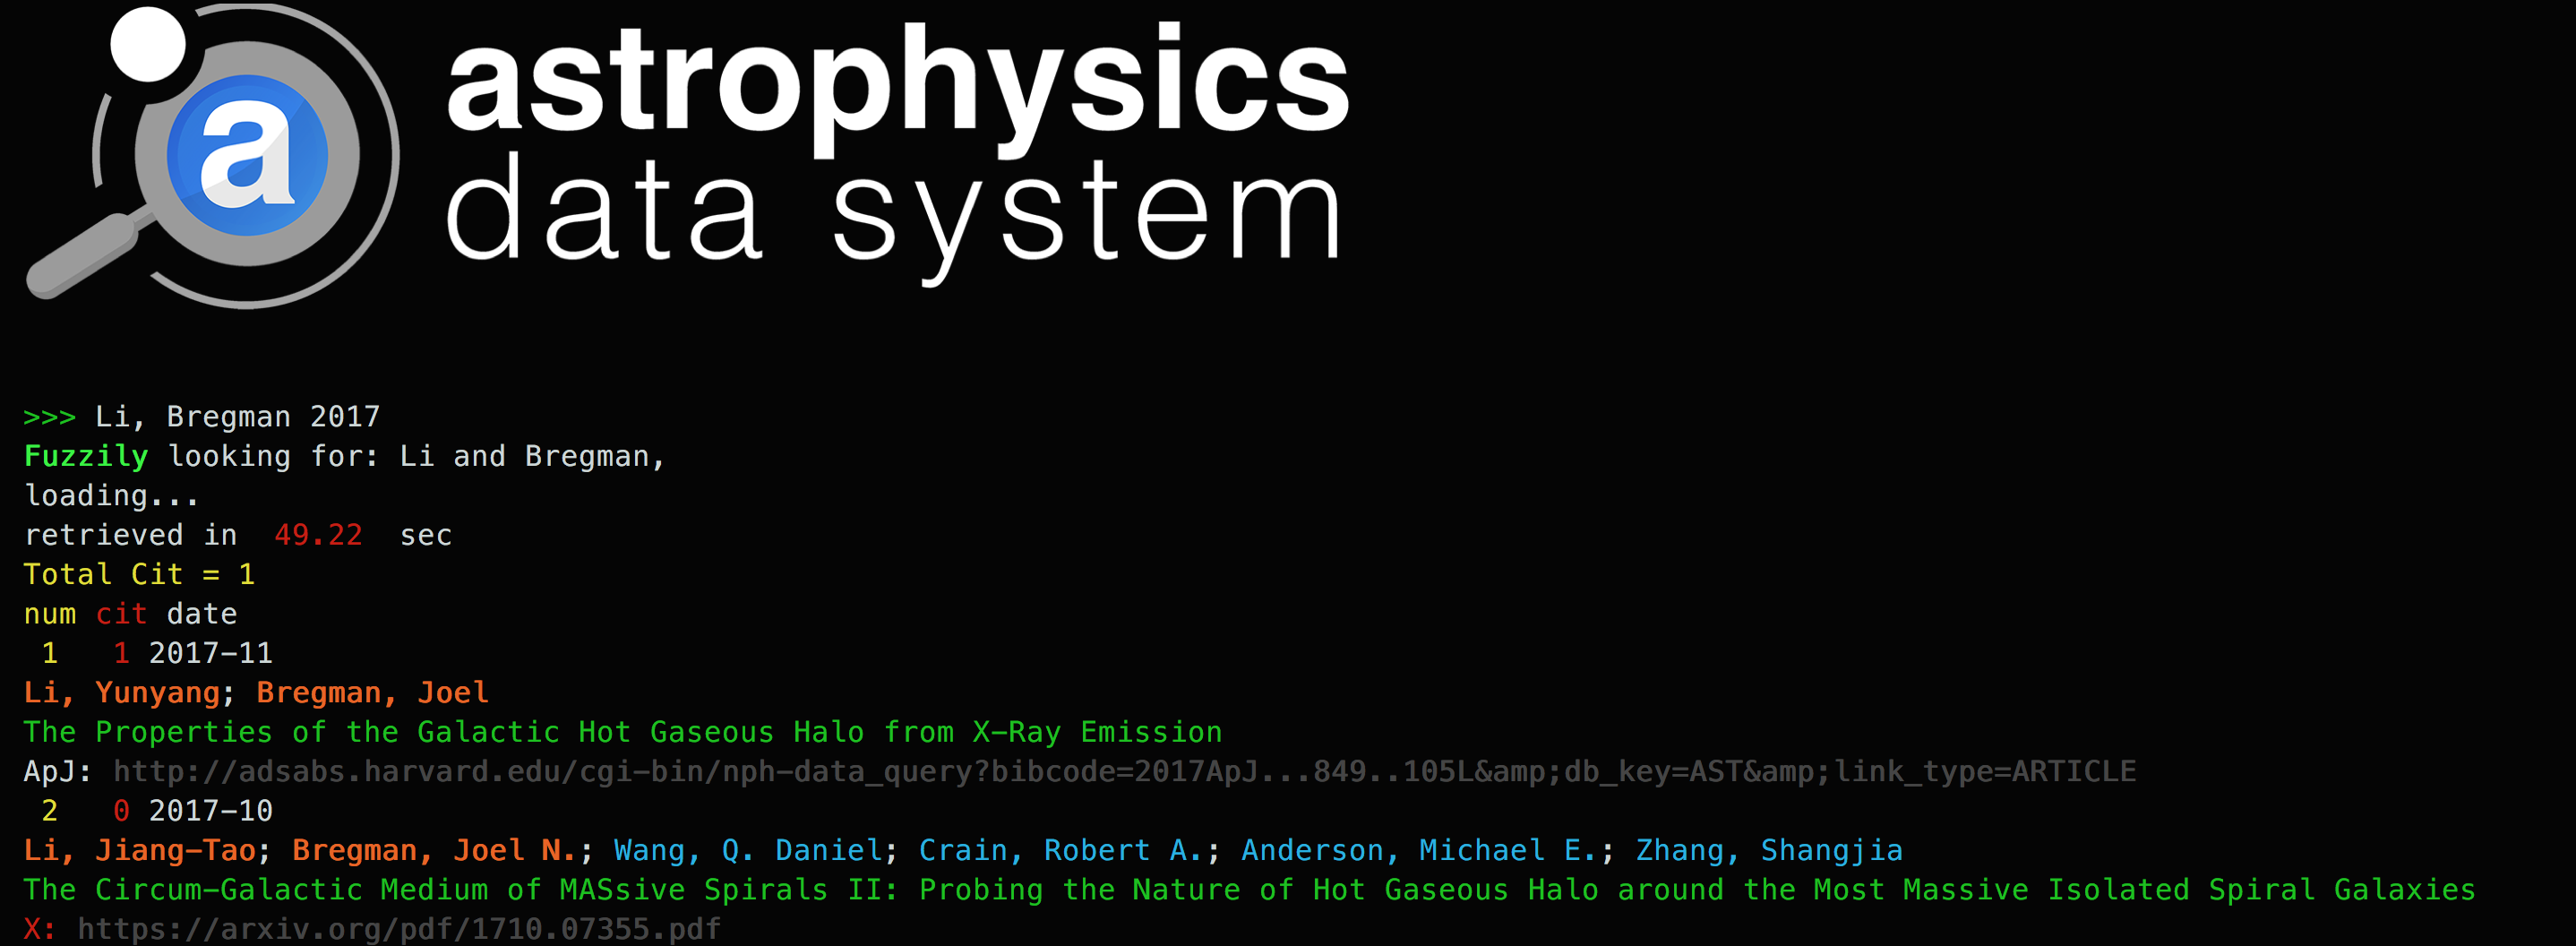 a
astrophysics
data system
>>> Li, Bregman 2017
Fuzzily looking for: Li and Bregman,
loading...
retrieved in  49.22  sec
Total Cit = 1
num cit date
1   1 2017-11
Li, Yunyang; Bregman, Joel
The Properties of the Galactic Hot Gaseous Halo from X-Ray Emission
ApJ: http://adsabs.harvard.edu/cgi-bin/nph-data_query?bibcode=2017ApJ...849..105L&amp;db_key=AST&amp;link_type=ARTICLE
2   0 2017-10
Li, Jiang-Tao; Bregman, Joel N.; Wang, Q. Daniel; Crain, Robert A.; Anderson, Michael E.; Zhang, Shangjia
The Circum-Galactic Medium of MASsive Spirals II: Probing the Nature of Hot Gaseous Halo around the Most Massive Isolated Spiral Galaxies
X: https://arxiv.org/pdf/1710.07355.pdf